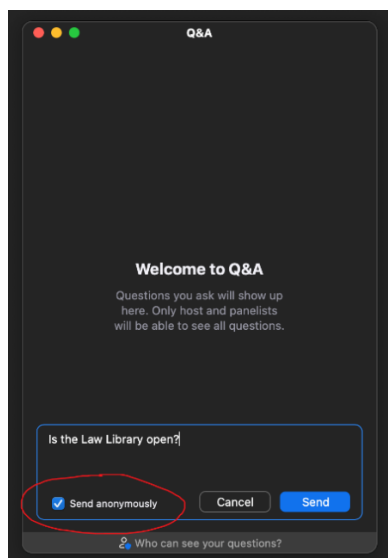 Q&A
Welcome to Q&A
Questions you ask will show up
here. Only host and panelists
will be able to see all questions.
Is the Law Library open?
Send anonymously
Cancel
Send
Who can see your questions?